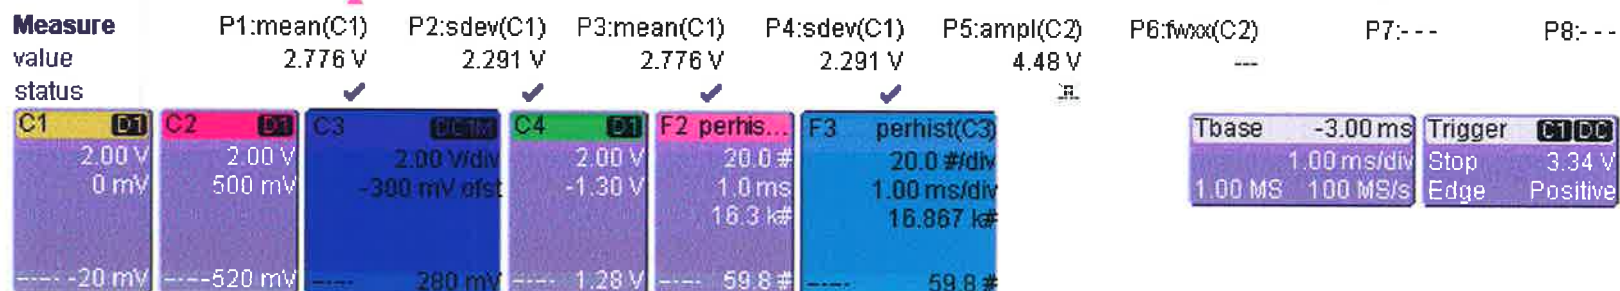 Measure P1:mean(C1) P2:sdev(C1) P3:mean(C1) P4:sdev(C1) P5:ampl(C2) P6:fwxx(C2) P7:- - - P8:- - -
value 2.776 V 2.291 V 2.776 V 2.291 V 4.48 V ---
status
C1 D1 C2 D1 C3 DC1M C4 D1 F2 perhis... F3 perhist(C3) Tbase -3.00 ms Trigger C1 DC
2.00 V 2.00 V 2.00 V/div 2.00 V 20.0 # 20.0 #/div 1.00 ms/div Stop 3.34 V
0 mV 500 mV -300 mV ofst -1.30 V 1.0 ms 1.00 ms/div 1.00 MS 100 MS/s Edge Positive
16.3 k# 16.867 k#
----- -20 mV ----- -520 mV ----- 280 mV ----- 1.28 V ----- 59.8 # ----- 59.8 #